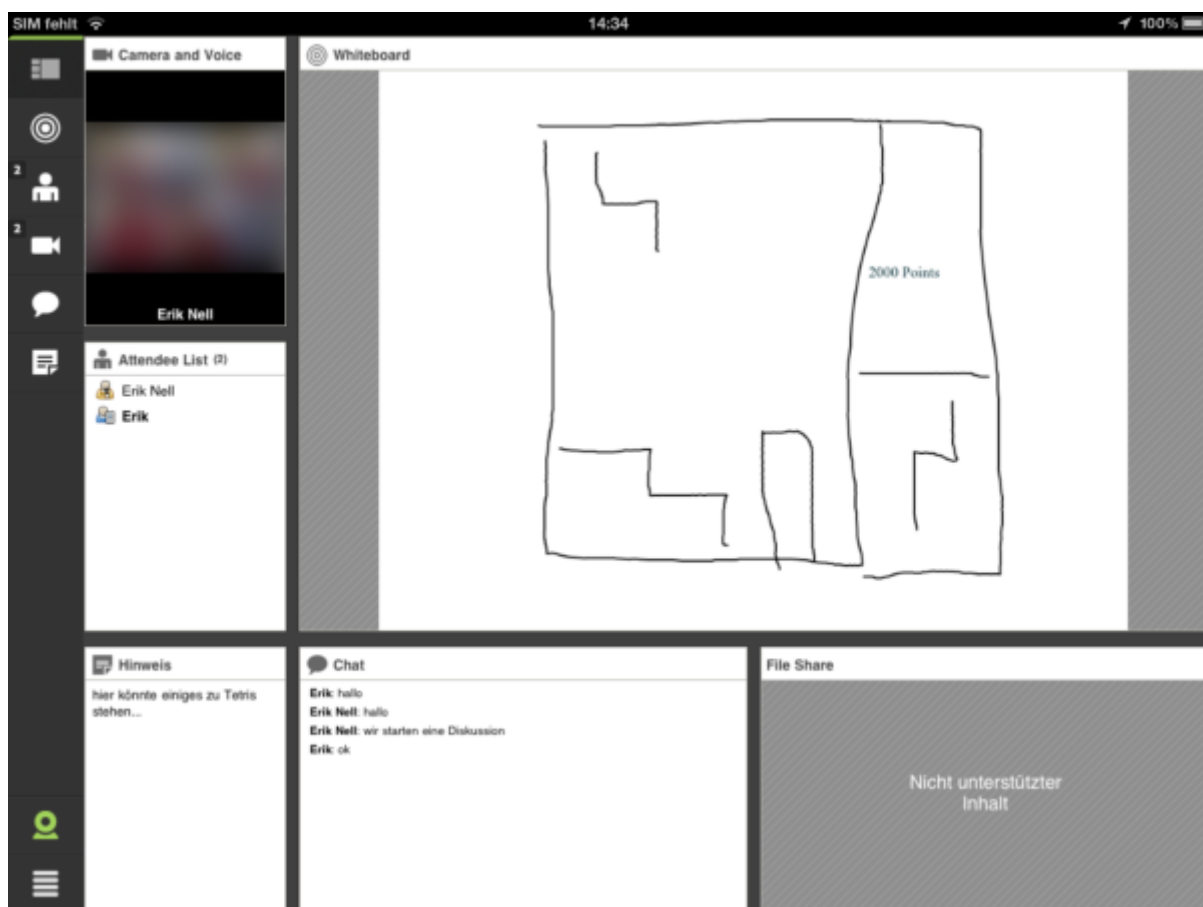 SIM fehlt
14:34
100%
Camera and Voice
Erik Nell
2
2
Attendee List (2)
Erik Nell
Erik
Whiteboard
2000 Points
Hinweis
hier könnte einiges zu Tetris
stehen...
Chat
Erik: hallo
Erik Nell: hallo
Erik Nell: wir starten eine Diskussion
Erik: ok
File Share
Nicht unterstützter
Inhalt